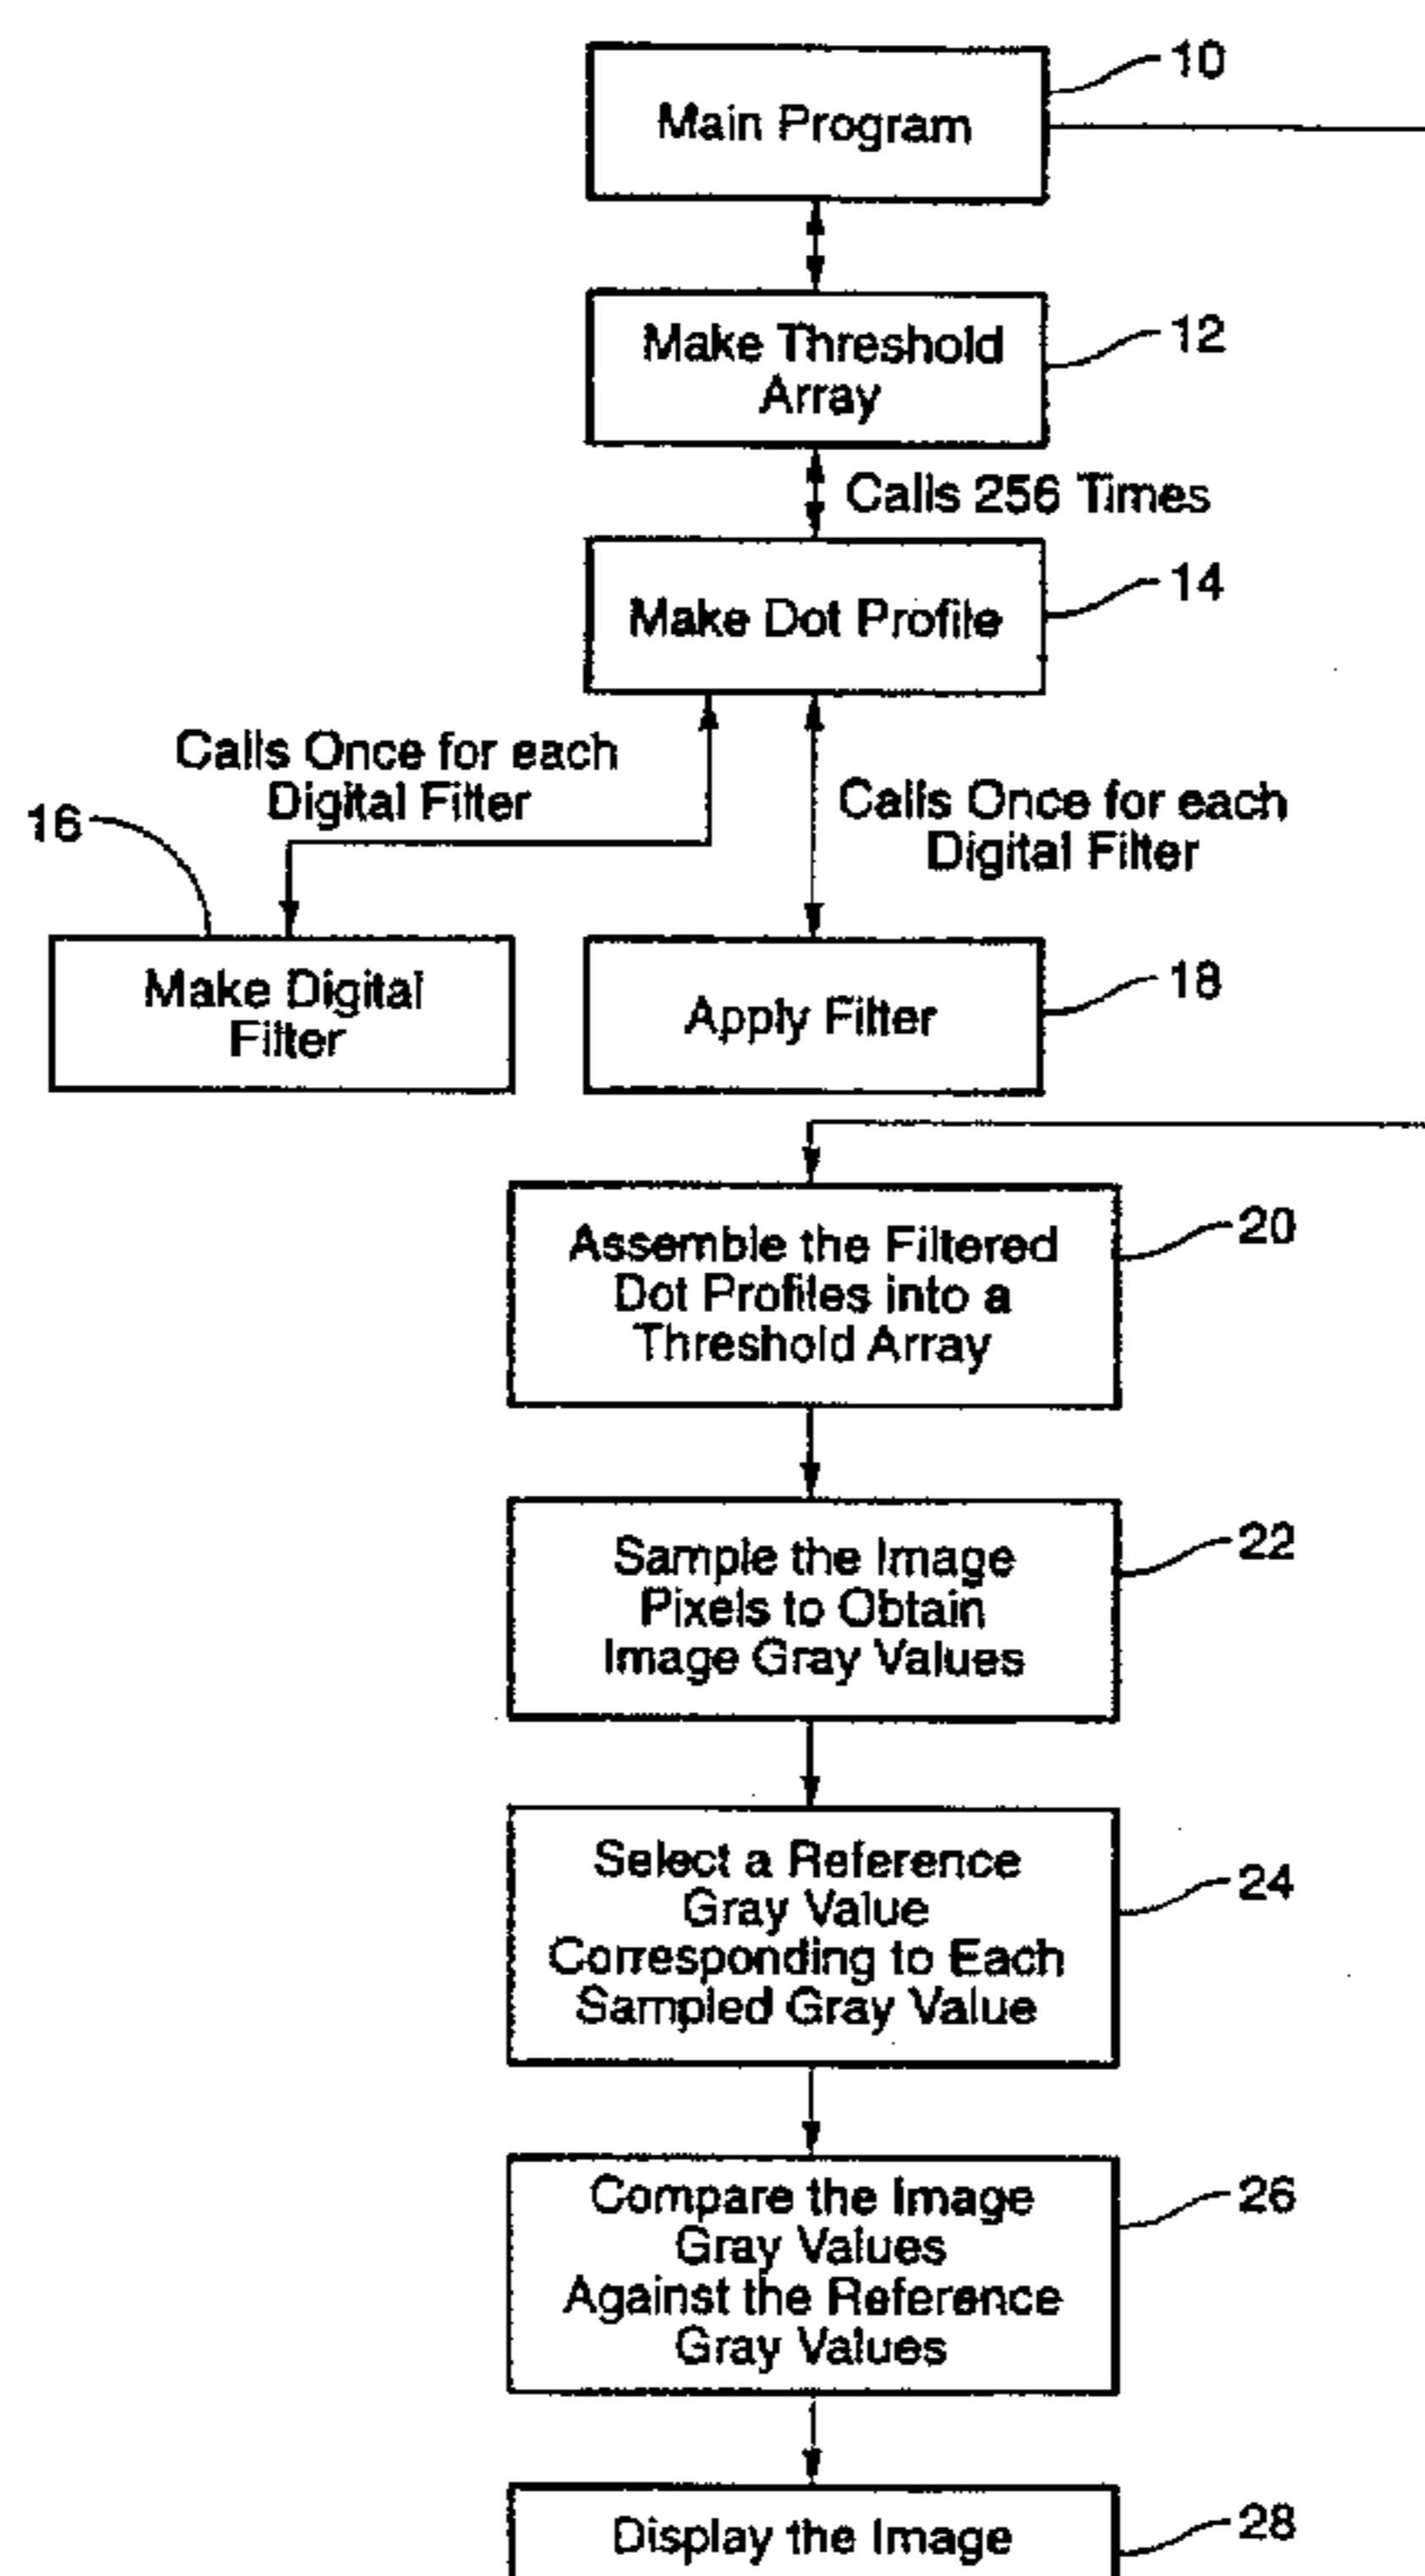 10
Main Program
Make Threshold
Array
12
Calls 256 Times
Make Dot Profile
14
Calls Once for each
Digital Filter
16
Calls Once for each
Digital Filter
Make Digital
Filter
Apply Filter
18
Assemble the Filtered
Dot Profiles into a
Threshold Array
20
Sample the Image
Pixels to Obtain
Image Gray Values
22
Select a Reference
Gray Value
Corresponding to Each
Sampled Gray Value
24
Compare the Image
Gray Values
Against the Reference
Gray Values
26
Display the Image
28